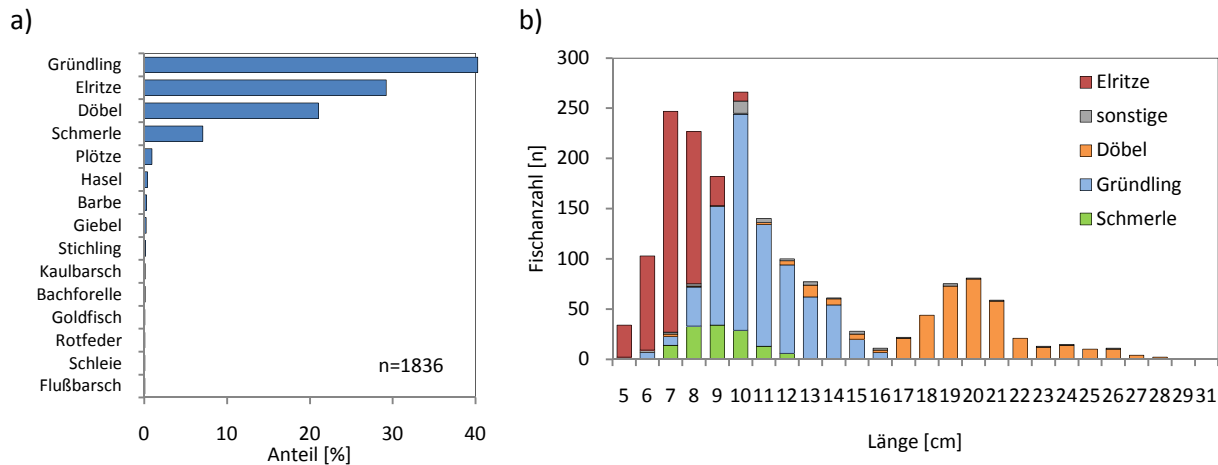 a)
Gründling
Elritze
Döbel
Schmerle
Plötze
Hasel
Barbe
Giebel
Stichling
Kaulbarsch
Bachforelle
Goldfisch
Rotfeder
Schleie
Flußbarsch
n=1836
0 10 20 30 40
Anteil [%]
b)
Fischanzahl [n]
300
250
200
150
100
50
0
Elritze
sonstige
Döbel
Gründling
Schmerle
5 6 7 8 9 10 11 12 13 14 15 16 17 18 19 20 21 22 23 24 25 26 27 28 29 31
Länge [cm]